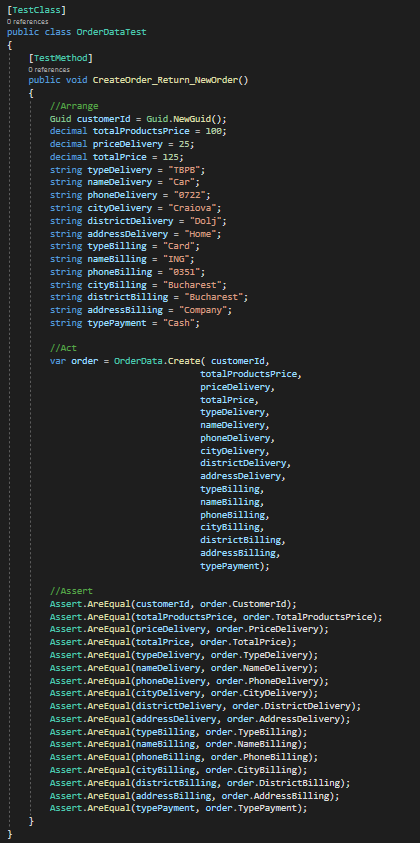 [TestClass]
0 references
public class OrderDataTest
{
[TestMethod]
0 references
public void CreateOrder_Return_NewOrder()
{
//Arrange
Guid customerId = Guid.NewGuid();
decimal totalProductsPrice = 100;
decimal priceDelivery = 25;
decimal totalPrice = 125;
string typeDelivery = "TBPB";
string nameDelivery = "Car";
string phoneDelivery = "0722";
string cityDelivery = "Craiova";
string districtDelivery = "Dolj";
string addressDelivery = "Home";
string typeBilling = "Card";
string nameBilling = "ING";
string phoneBilling = "0351";
string cityBilling = "Bucharest";
string districtBilling = "Bucharest";
string addressBilling = "Company";
string typePayment = "Cash";
//Act
var order = OrderData.Create( customerId,
totalProductsPrice,
priceDelivery,
totalPrice,
typeDelivery,
nameDelivery,
phoneDelivery,
cityDelivery,
districtDelivery,
addressDelivery,
typeBilling,
nameBilling,
phoneBilling,
cityBilling,
districtBilling,
addressBilling,
typePayment);
//Assert
Assert.AreEqual(customerId, order.CustomerId);
Assert.AreEqual(totalProductsPrice, order.TotalProductsPrice);
Assert.AreEqual(priceDelivery, order.PriceDelivery);
Assert.AreEqual(totalPrice, order.TotalPrice);
Assert.AreEqual(typeDelivery, order.TypeDelivery);
Assert.AreEqual(nameDelivery, order.NameDelivery);
Assert.AreEqual(phoneDelivery, order.PhoneDelivery);
Assert.AreEqual(cityDelivery, order.CityDelivery);
Assert.AreEqual(districtDelivery, order.DistrictDelivery);
Assert.AreEqual(addressDelivery, order.AddressDelivery);
Assert.AreEqual(typeBilling, order.TypeBilling);
Assert.AreEqual(nameBilling, order.NameBilling);
Assert.AreEqual(phoneBilling, order.PhoneBilling);
Assert.AreEqual(cityBilling, order.CityBilling);
Assert.AreEqual(districtBilling, order.DistrictBilling);
Assert.AreEqual(addressBilling, order.AddressBilling);
Assert.AreEqual(typePayment, order.TypePayment);
}
}